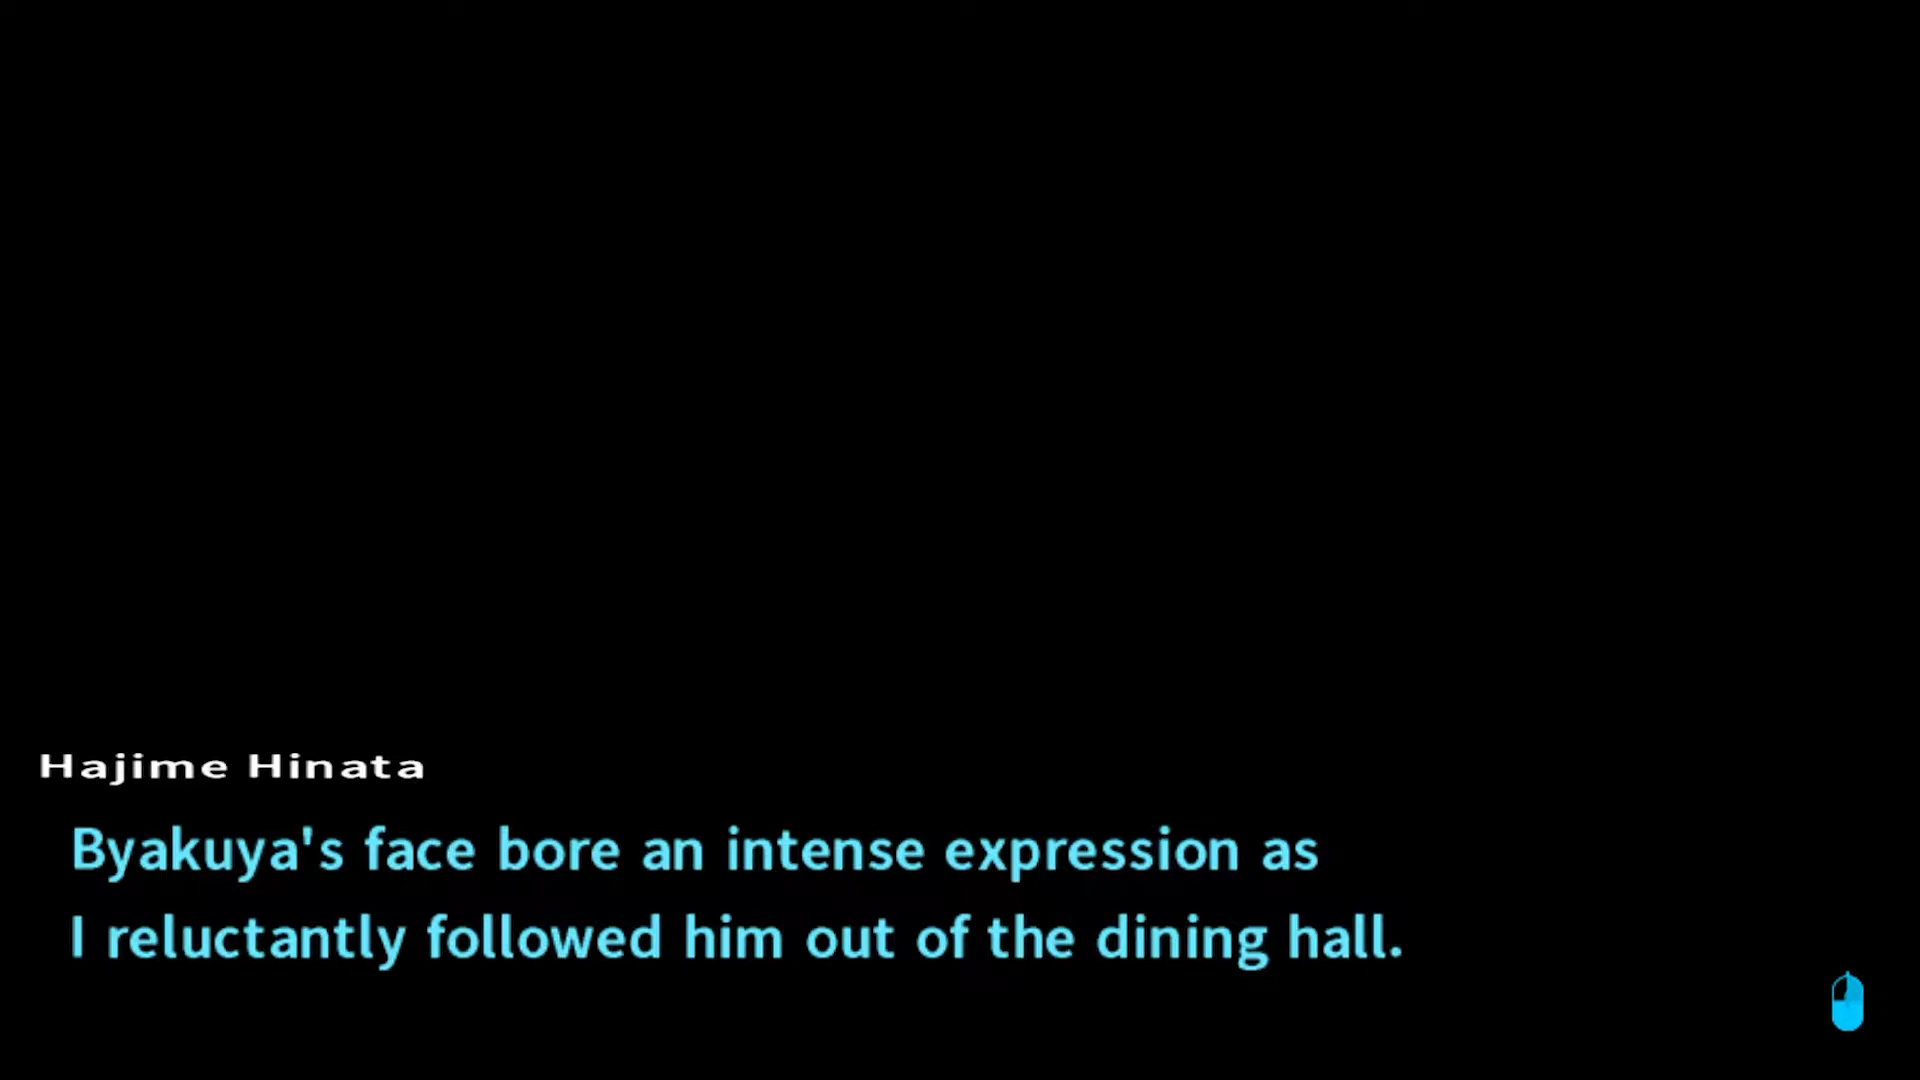 Hajime Hinata
Byakuya's face bore an intense expression as
I reluctantly followed him out of the dining hall.